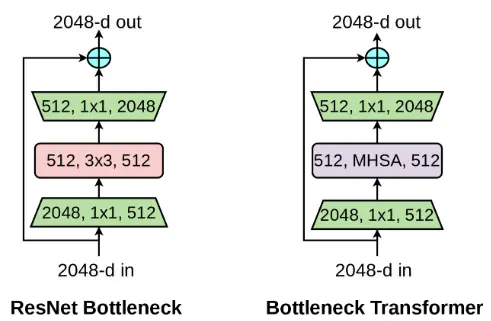 2048-d out
512, 1x1, 2048
512, 3x3, 512
2048, 1x1, 512
2048-d in
ResNet Bottleneck
2048-d out
512, 1x1, 2048
512, MHSA, 512
2048, 1x1, 512
2048-d in
Bottleneck Transformer